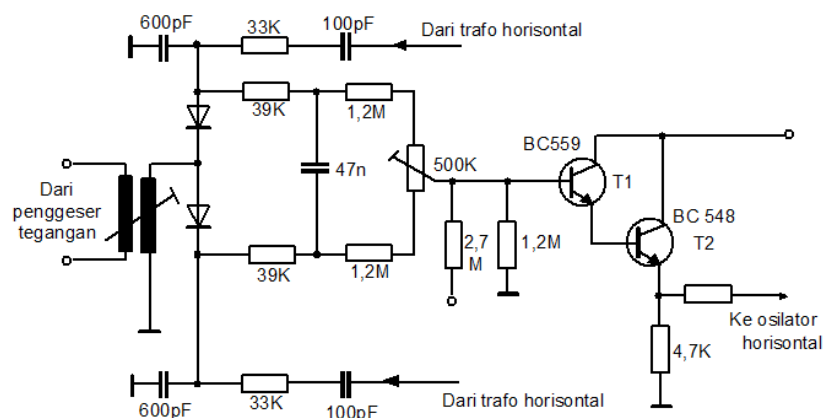 600pF
33K
100pF
Dari trafo horisontal
39K
1,2M
BC559
500K
47n
T1
Dari
penggeser
tegangan
BC 548
T2
2,7
M
1,2M
39K
1,2M
Ke osilator
horisontal
4,7K
600pF
33K
100pF
Dari trafo horisontal